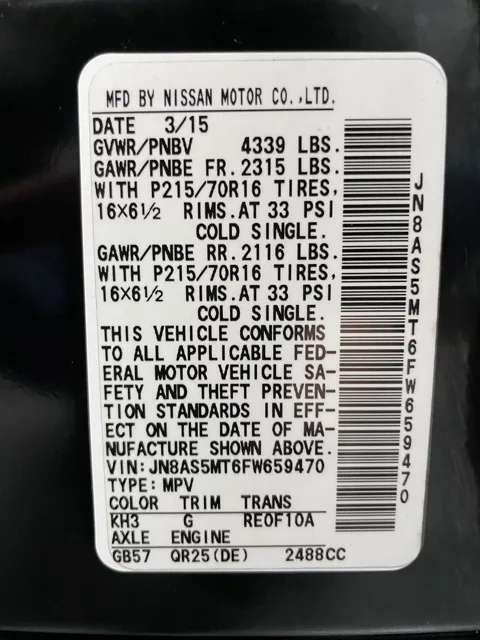 MFD BY NISSAN MOTOR CO.,LTD.
DATE 3/15
GVWR/PNBV 4339 LBS.
GAWR/PNBE FR. 2315 LBS.
WITH P215/70R16 TIRES,
16X6½ RIMS. AT 33 PSI
COLD SINGLE.
GAWR/PNBE RR. 2116 LBS.
WITH P215/70R16 TIRES,
16X6½ RIMS. AT 33 PSI
COLD SINGLE.
THIS VEHICLE CONFORMS
TO ALL APPLICABLE FED-
ERAL MOTOR VEHICLE SA-
FETY AND THEFT PREVEN-
TION STANDARDS IN EFF-
ECT ON THE DATE OF MA-
NUFACTURE SHOWN ABOVE.
VIN: JN8AS5MT6FW659470
TYPE: MPV
COLOR TRIM TRANS
KH3 G RE0F10A
AXLE ENGINE
GB57 QR25(DE) 2488CC
JN8AS5MT6FW659470